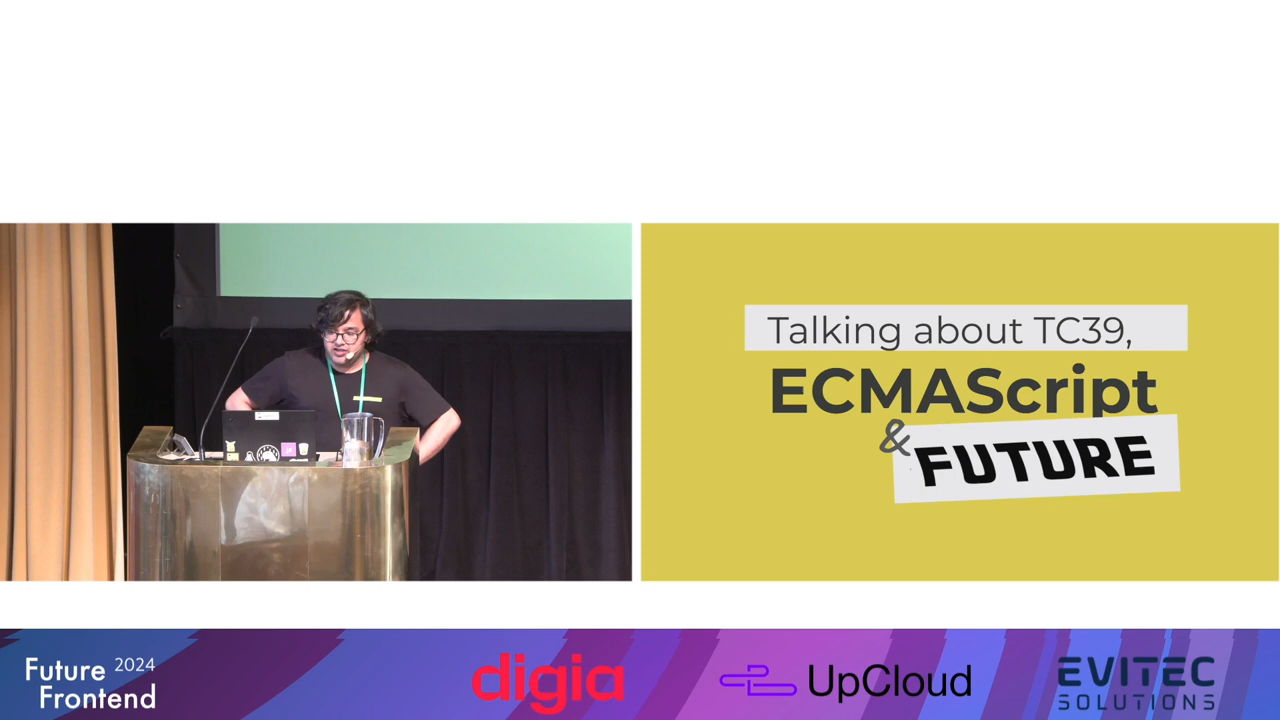 Talking about TC39,
ECMAScript
&
FUTURE
Future 2024
Frontend
digia
UpCloud
EVITEC
SOLUTIONS